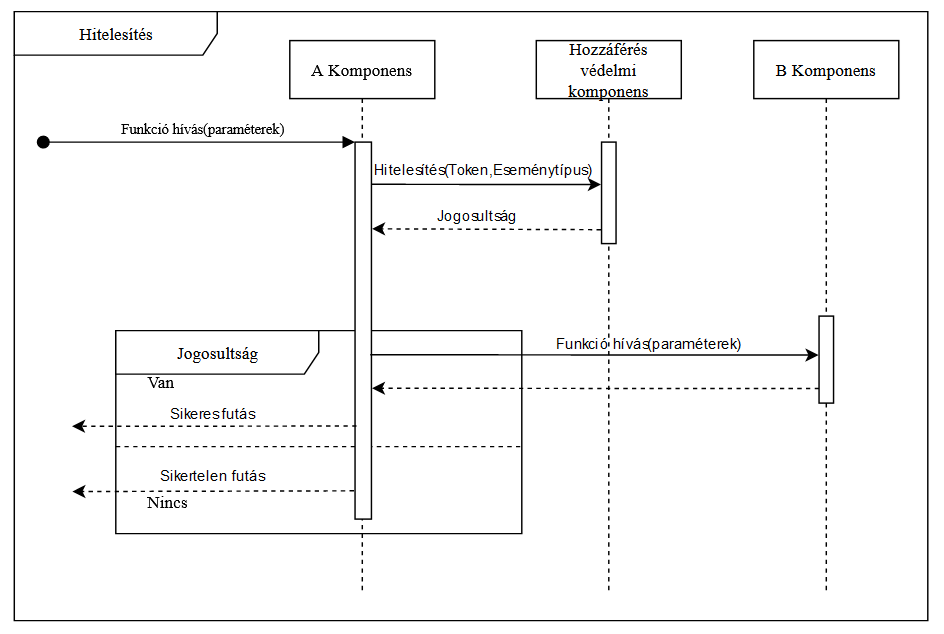 Hitelesítés
A Komponens
Hozzáférés
védelmi
komponens
B Komponens
Funkció hívás(paraméterek)
Hitelesítés(Token,Eseménytípus)
Jogosultság
Funkció hívás(paraméterek)
Jogosultság
Van
Sikeres futás
Sikertelen futás
Nincs